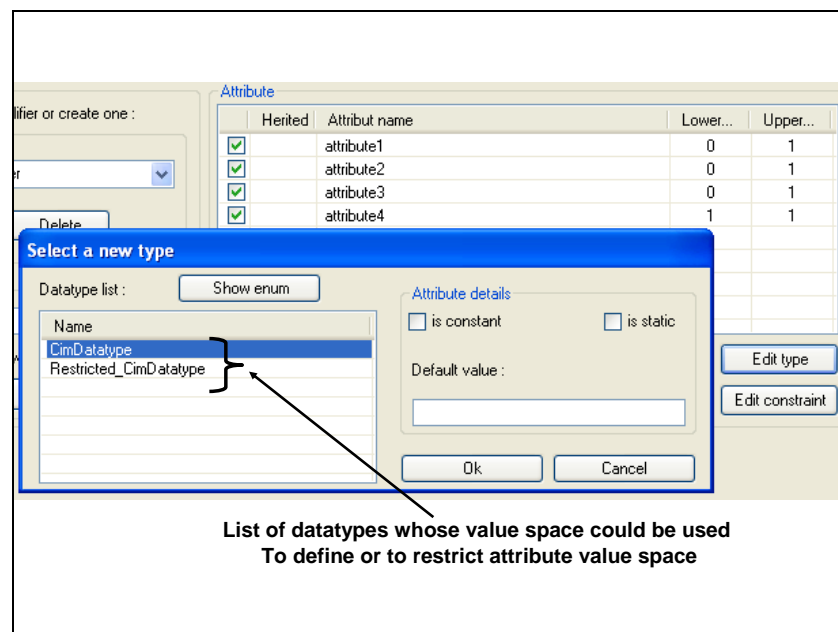 Attribute
lifier or create one :
Herited Attribut name Lower... Upper...
attribute1 0 1
attribute2 0 1
attribute3 0 1
attribute4 1 1
Delete
Select a new type
Datatype list :
Show enum
Name
CimDatatype
Restricted_CimDatatype
Attribute details
is constant
is static
Default value :
Ok
Cancel
Edit type
Edit constraint
List of datatypes whose value space could be used
To define or to restrict attribute value space